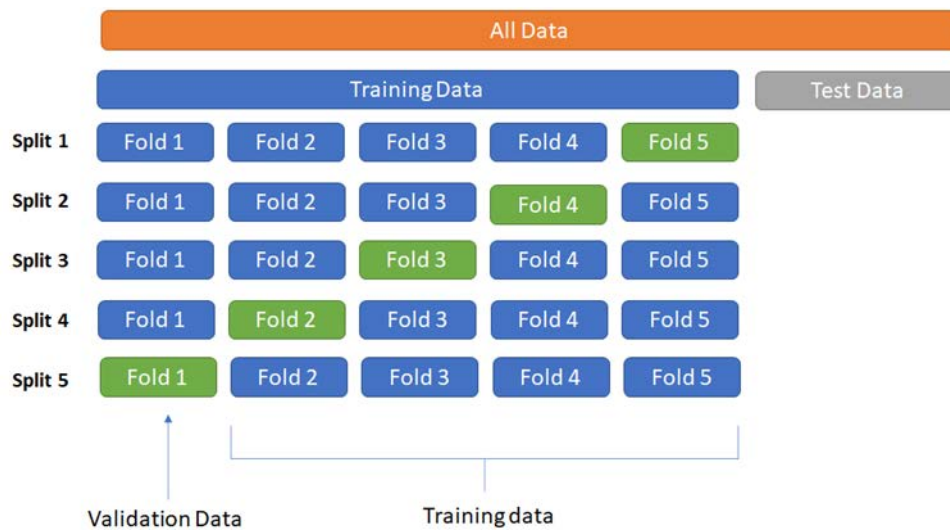 All Data
Training Data Test Data
Split 1 Fold 1 Fold 2 Fold 3 Fold 4 Fold 5
Split 2 Fold 1 Fold 2 Fold 3 Fold 4 Fold 5
Split 3 Fold 1 Fold 2 Fold 3 Fold 4 Fold 5
Split 4 Fold 1 Fold 2 Fold 3 Fold 4 Fold 5
Split 5 Fold 1 Fold 2 Fold 3 Fold 4 Fold 5
Validation Data Training data